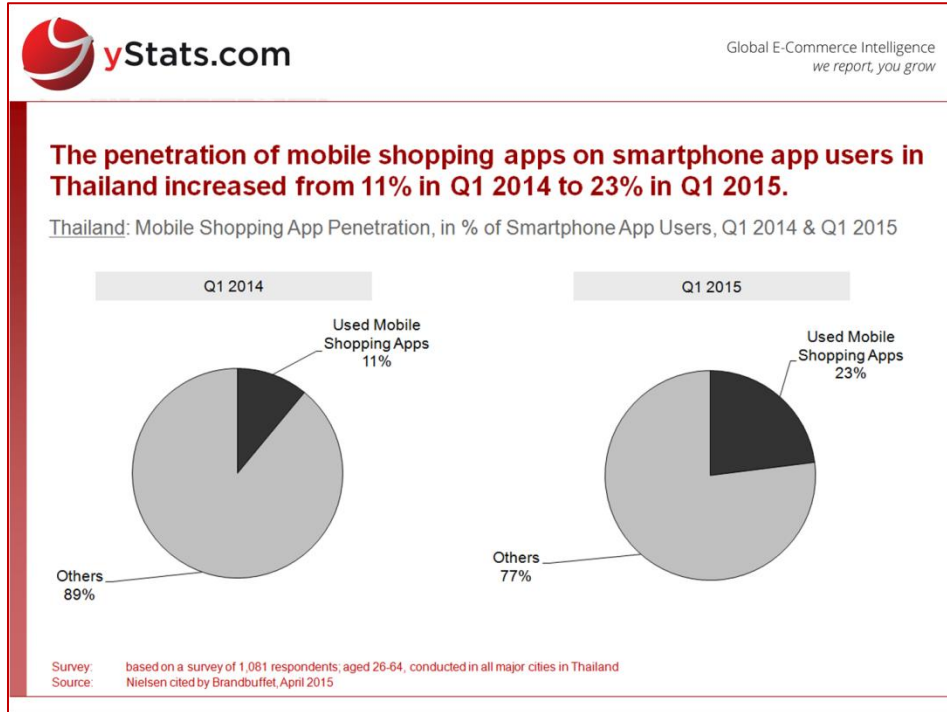 yStats.com
Global E-Commerce Intelligence
we report, you grow
The penetration of mobile shopping apps on smartphone app users in
Thailand increased from 11% in Q1 2014 to 23% in Q1 2015.
Thailand: Mobile Shopping App Penetration, in % of Smartphone App Users, Q1 2014 & Q1 2015
Q1 2014
Used Mobile
Shopping Apps
11%
Others
89%
Q1 2015
Used Mobile
Shopping Apps
23%
Others
77%
Survey: based on a survey of 1,081 respondents; aged 26-64, conducted in all major cities in Thailand
Source: Nielsen cited by Brandbuffet, April 2015